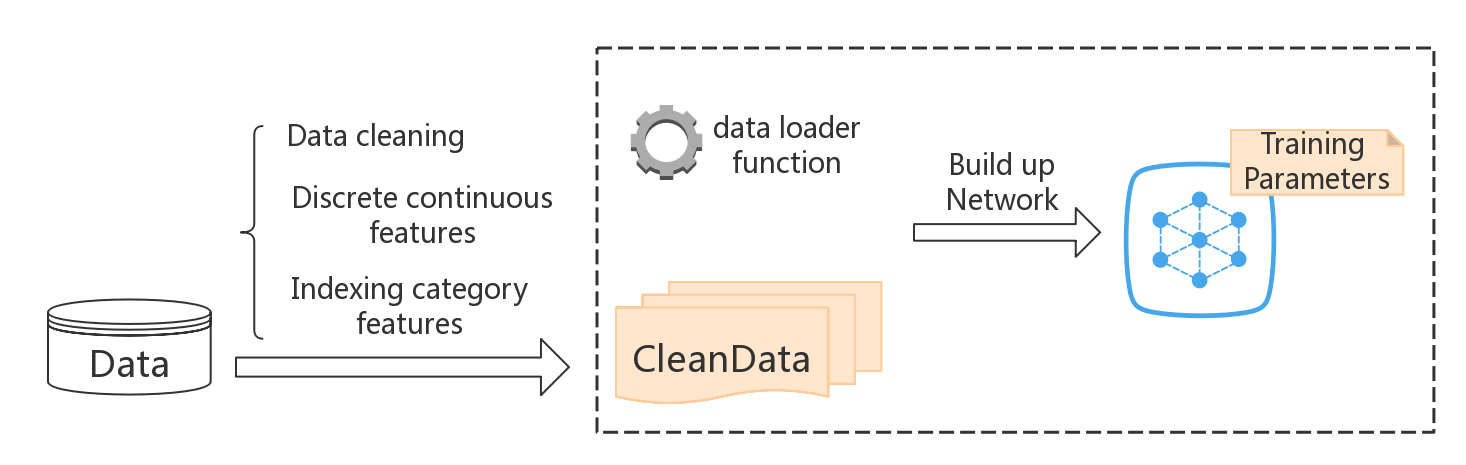 Data cleaning
Discrete continuous
features
Indexing category
features
Data
data loader
function
CleanData
Build up
Network
Training
Parameters